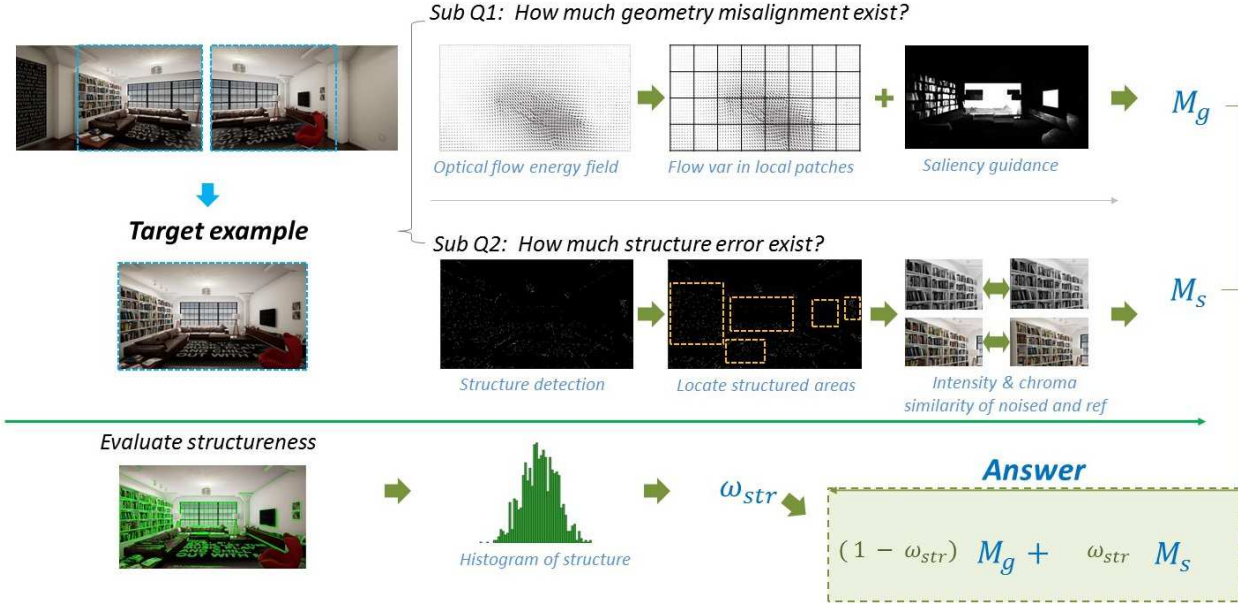 Sub Q1: How much geometry misalignment exist?
Optical flow energy field
Flow var in local patches
+
Saliency guidance
M_g
Target example
Sub Q2: How much structure error exist?
Structure detection
Locate structured areas
Intensity & chroma
similarity of noised and ref
M_s
Evaluate structureness
Histogram of structure
ω_str
Answer
(1 − ω_str) M_g + ω_str M_s